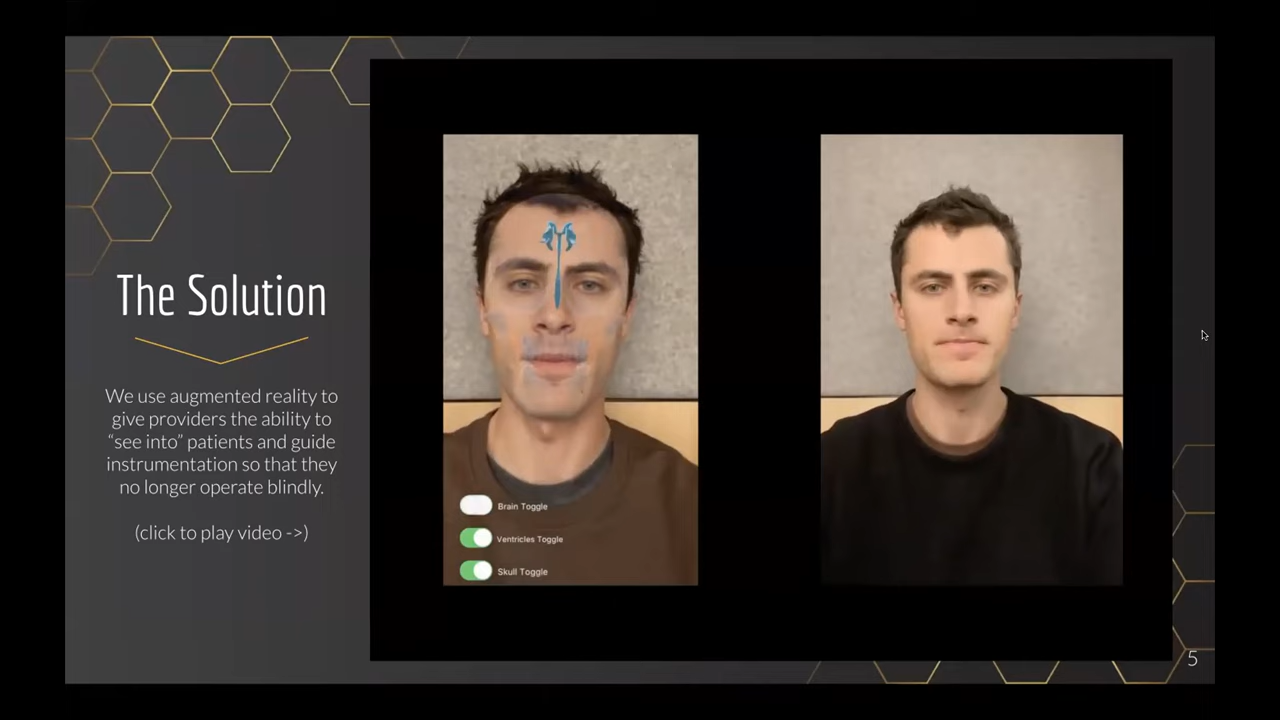 The Solution
We use augmented reality to
give providers the ability to
“see into” patients and guide
instrumentation so that they
no longer operate blindly.
(click to play video ->)
Brain Toggle
Ventricles Toggle
Skull Toggle
5